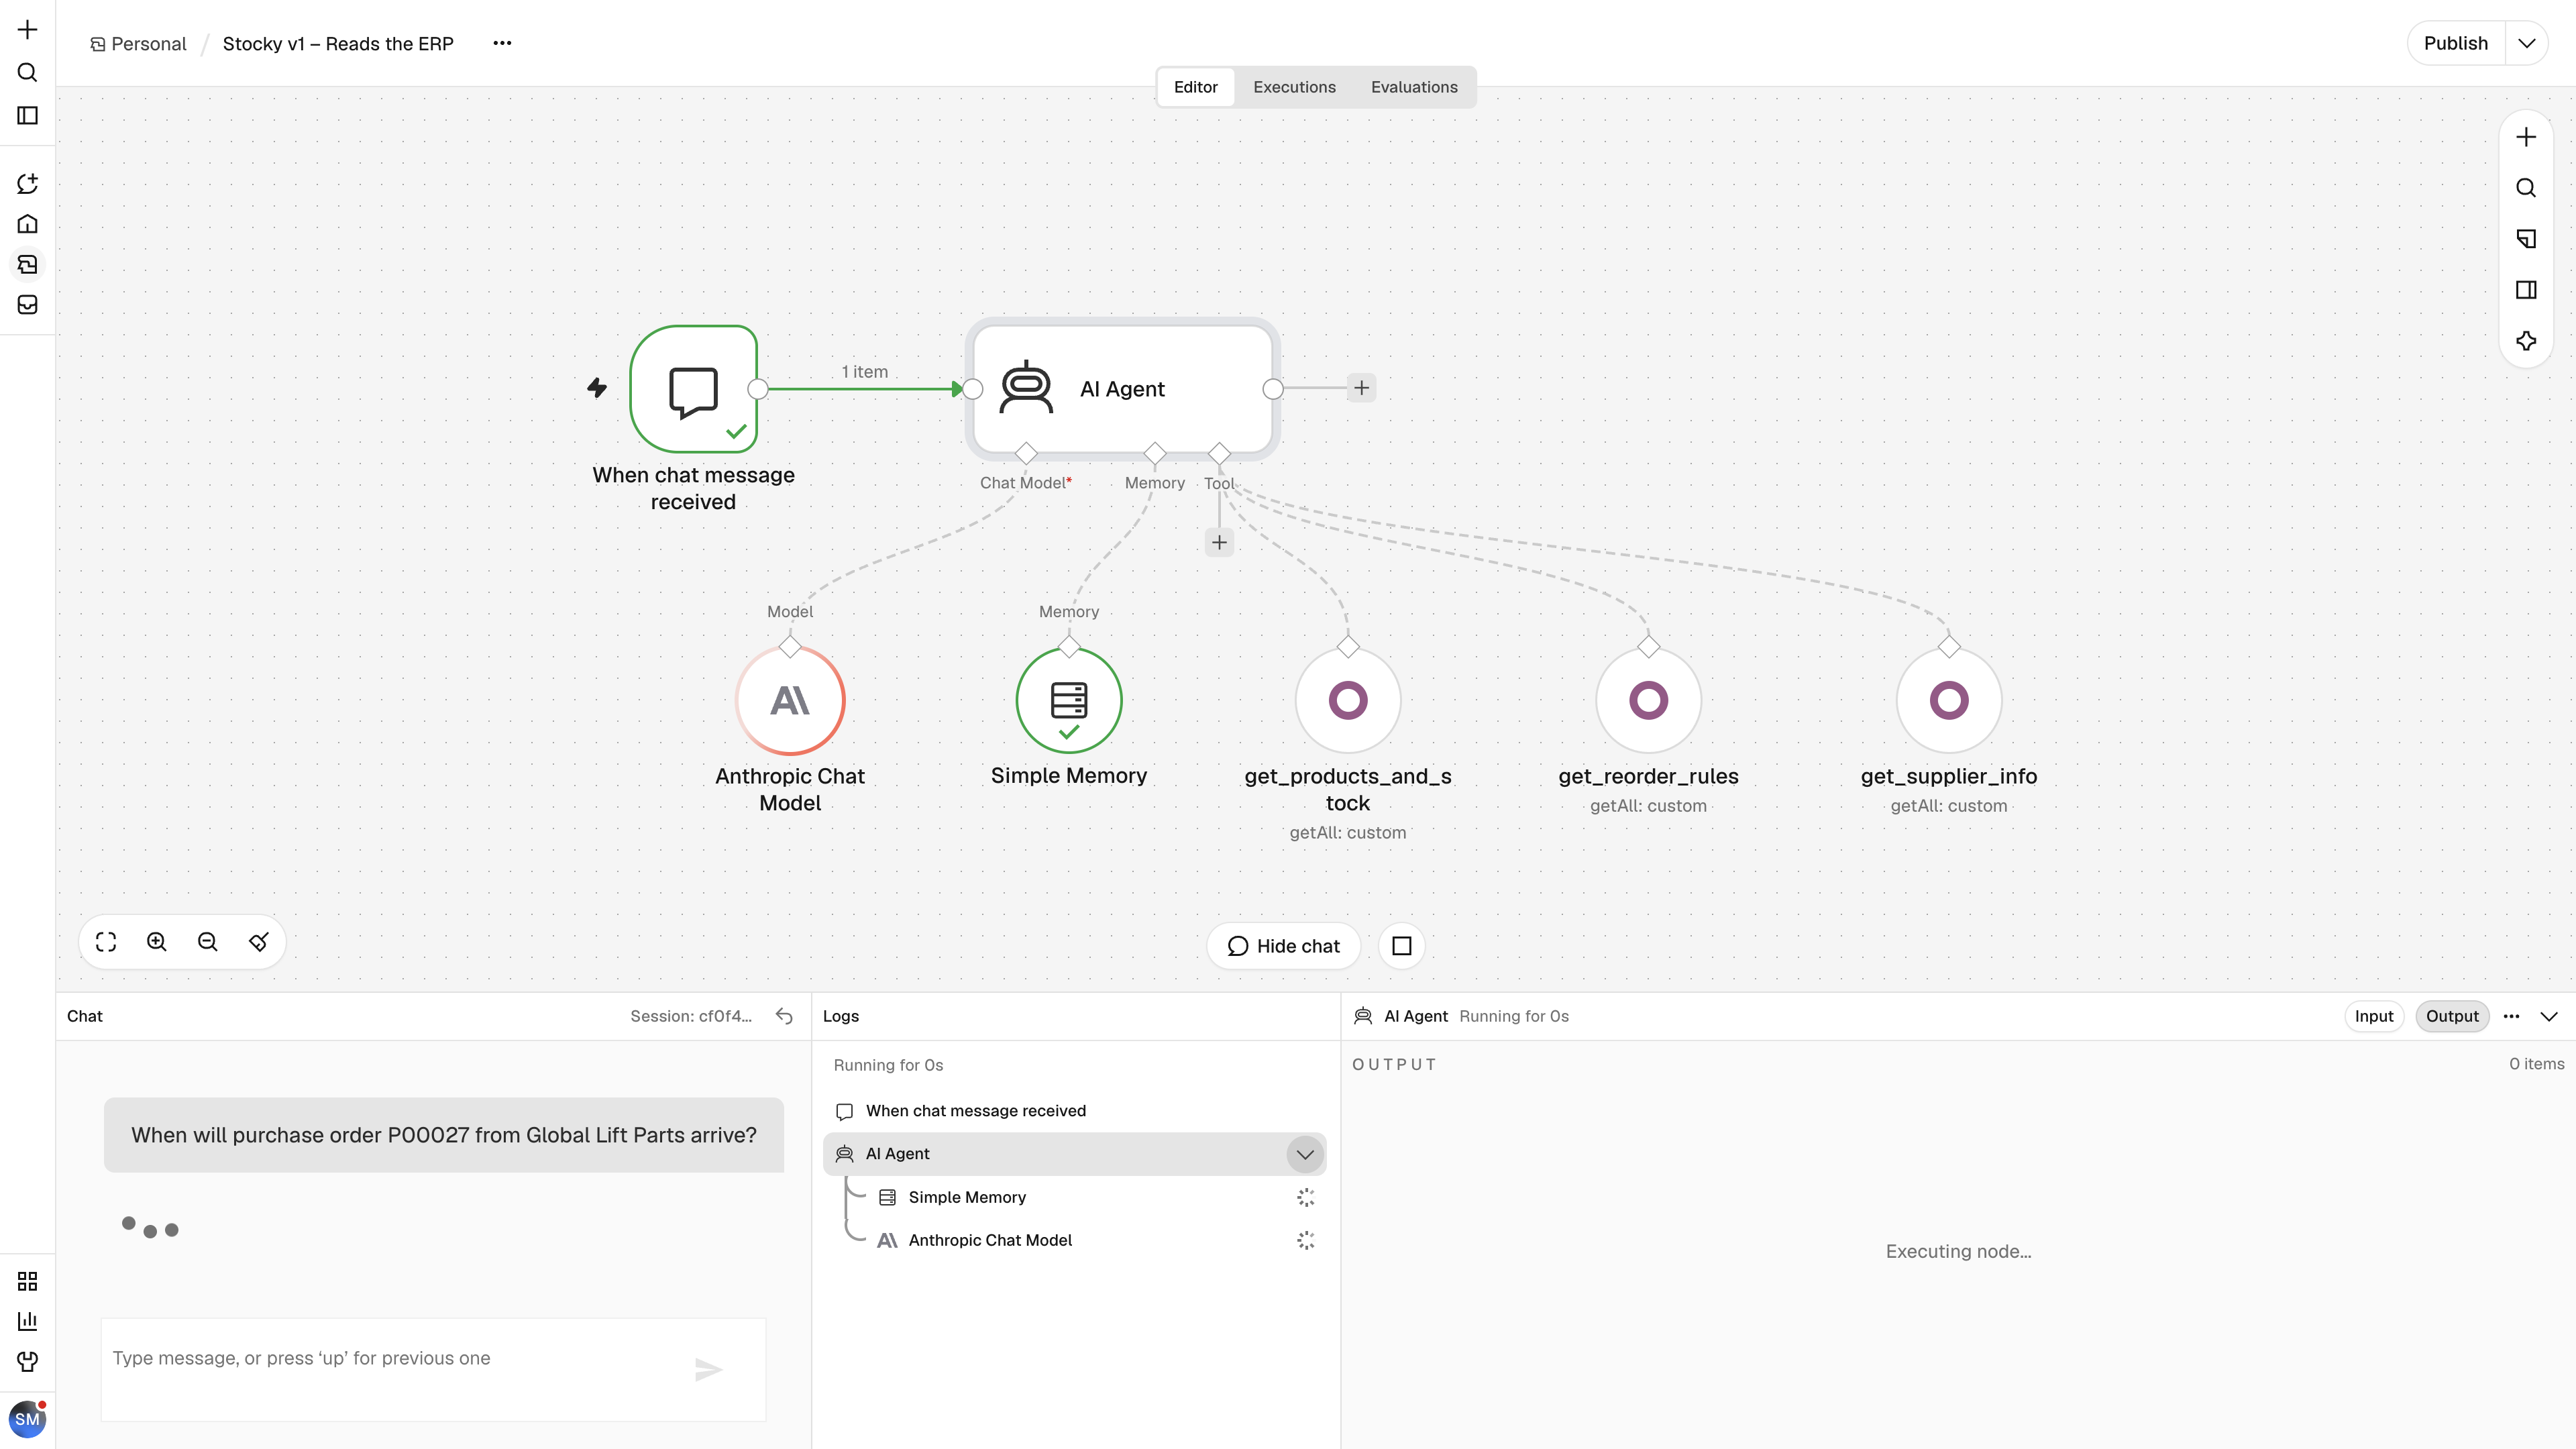 Personal / Stocky v1 – Reads the ERP
Publish
Editor Executions Evaluations
1 item
AI Agent
When chat message
received
Chat Model*
Memory
Tool
Model
Memory
Anthropic Chat
Model
Simple Memory
get_products_and_s
tock
getAll: custom
get_reorder_rules
getAll: custom
get_supplier_info
getAll: custom
Hide chat
Chat
Session: cf0f4...
When will purchase order P00027 from Global Lift Parts arrive?
Type message, or press ‘up’ for previous one
Logs
Running for 0s
When chat message received
AI Agent
Simple Memory
Anthropic Chat Model
AI Agent Running for 0s
Input Output
OUTPUT
0 items
Executing node...
SM